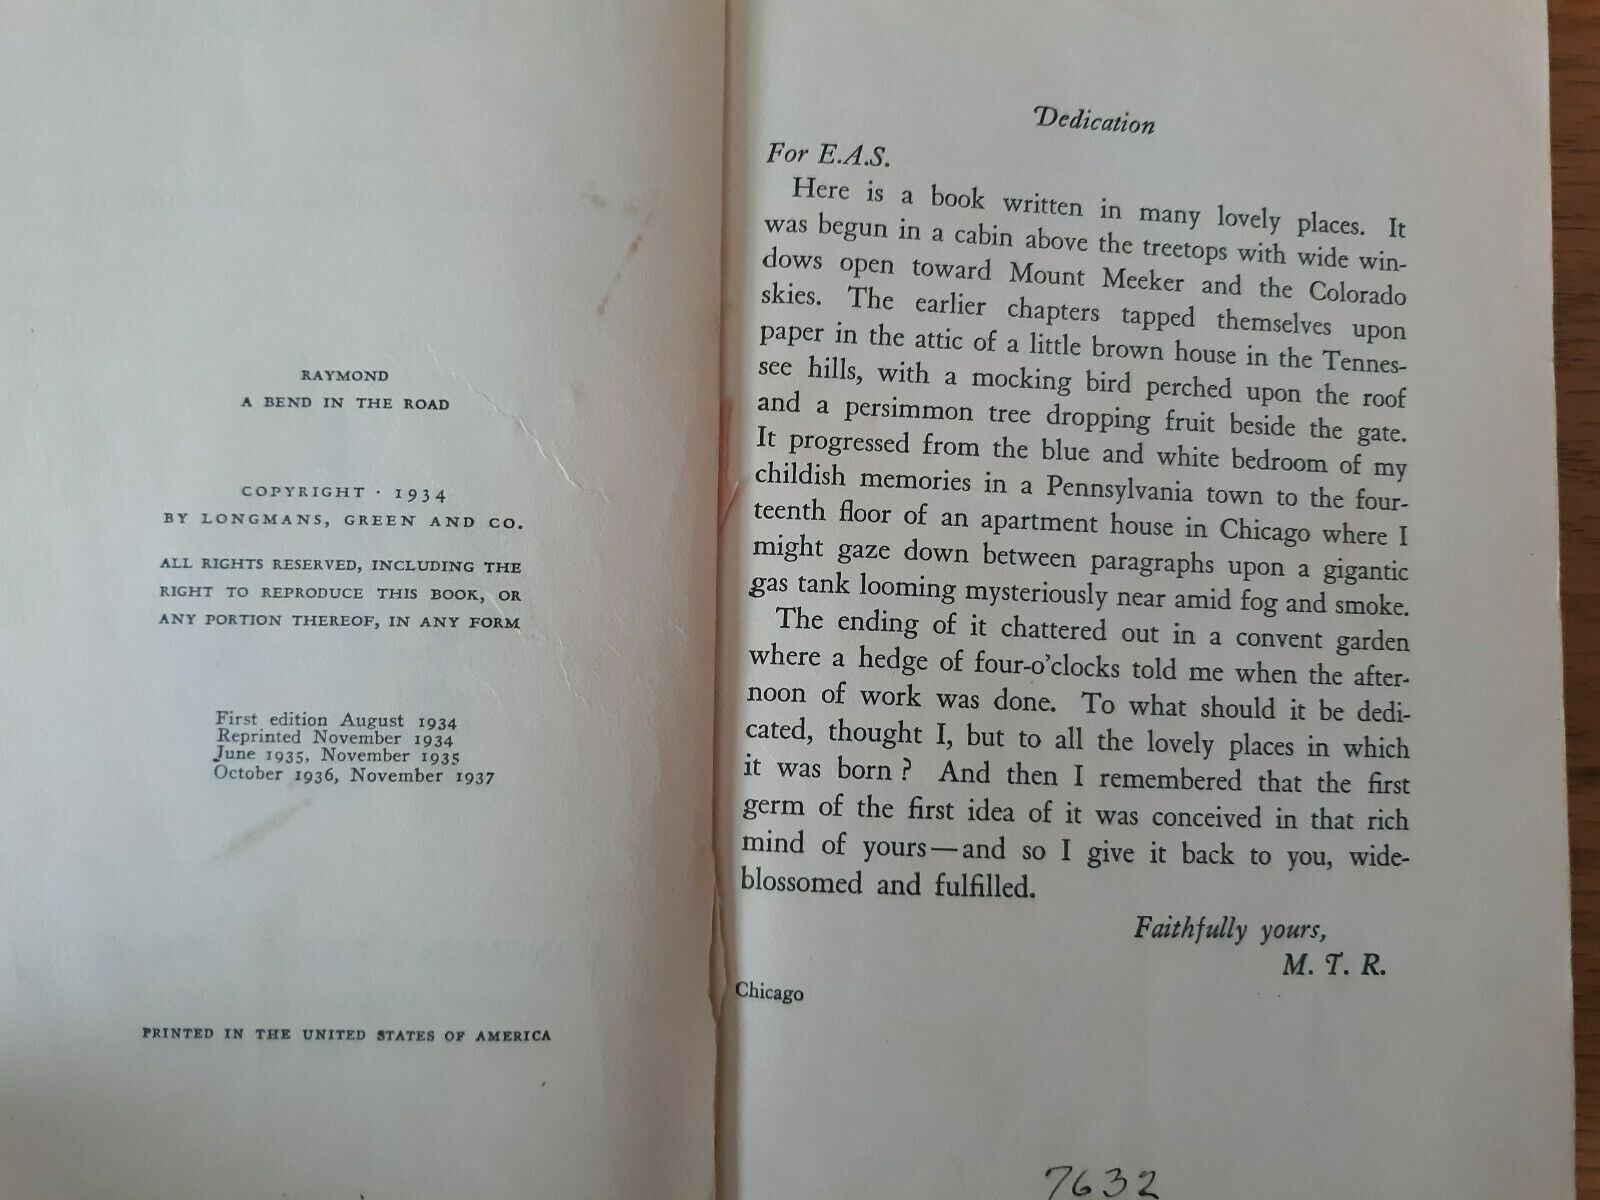 RAYMOND
A BEND IN THE ROAD
COPYRIGHT · 1934
BY LONGMANS, GREEN AND CO.
ALL RIGHTS RESERVED, INCLUDING THE
RIGHT TO REPRODUCE THIS BOOK, OR
ANY PORTION THEREOF, IN ANY FORM
First edition August 1934
Reprinted November 1934
June 1935, November 1935
October 1936, November 1937
PRINTED IN THE UNITED STATES OF AMERICA
Dedication
For E.A.S.
Here is a book written in many lovely places. It
was begun in a cabin above the treetops with wide win-
dows open toward Mount Meeker and the Colorado
skies. The earlier chapters tapped themselves upon
paper in the attic of a little brown house in the Tennes-
see hills, with a mocking bird perched upon the roof
and a persimmon tree dropping fruit beside the gate.
It progressed from the blue and white bedroom of my
childish memories in a Pennsylvania town to the four-
teenth floor of an apartment house in Chicago where I
might gaze down between paragraphs upon a gigantic
gas tank looming mysteriously near amid fog and smoke.
The ending of it chattered out in a convent garden
where a hedge of four-o'clocks told me when the after-
noon of work was done. To what should it be dedi-
cated, thought I, but to all the lovely places in which
it was born? And then I remembered that the first
germ of the first idea of it was conceived in that rich
mind of yours—and so I give it back to you, wide-
blossomed and fulfilled.
Faithfully yours,
M. T. R.
Chicago
7632